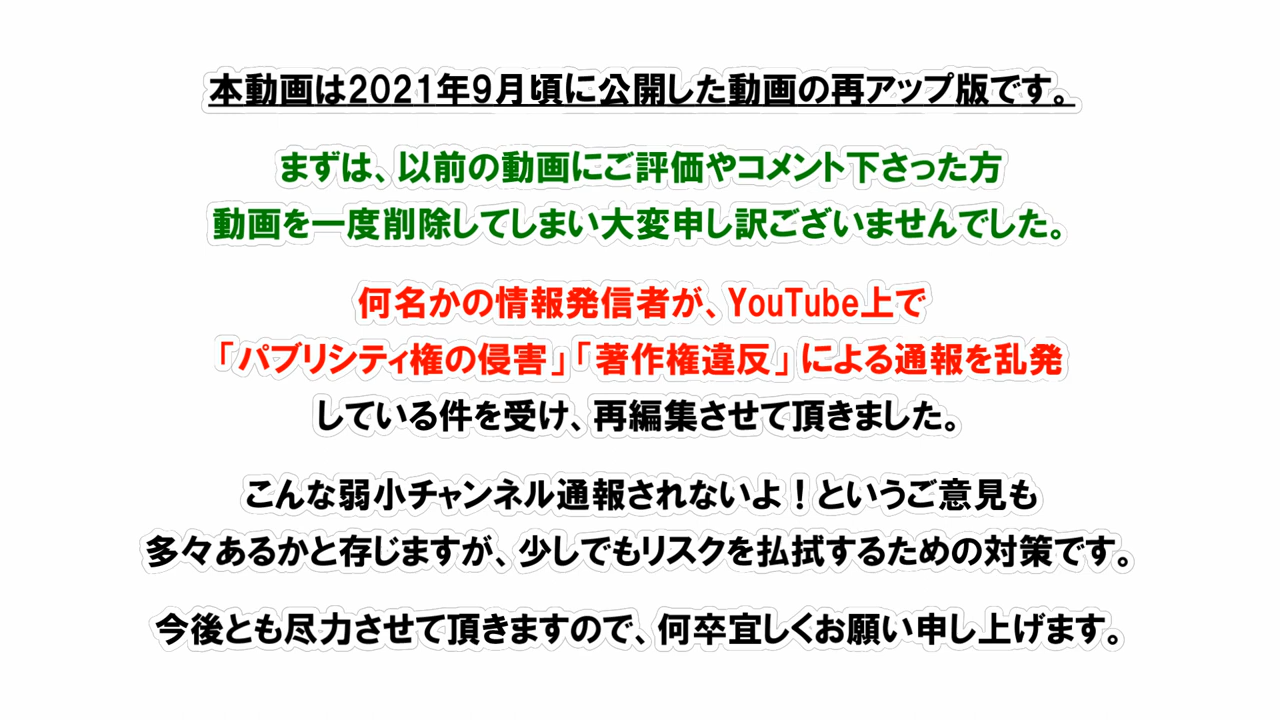 本動画は2021年9月頃に公開した動画の再アップ版です。
まずは、以前の動画にご評価やコメント下さった方
動画を一度削除してしまい大変申し訳ございませんでした。
何名かの情報発信者が、YouTube上で
「パブリシティ権の侵害」「著作権違反」による通報を乱発
している件を受け、再編集させて頂きました。
こんな弱小チャンネル通報されないよ！というご意見も
多々あるかと存じますが、少しでもリスクを払拭するための対策です。
今後とも尽力させて頂きますので、何卒宜しくお願い申し上げます。